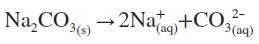 Na₂CO₃(s) → 2Na⁺(aq)+CO₃²⁻(aq)